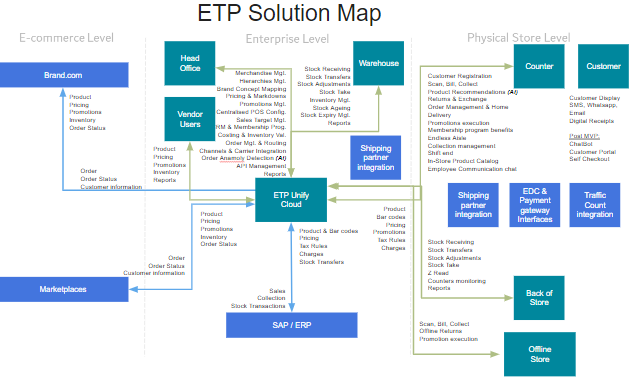 ETP Solution Map
E-commerce Level
Enterprise Level
Physical Store Level
Brand.com
Product
Pricing
Promotions
Inventory
Order Status
Order
Order Status
Customer information
Head
Office
Vendor
Users
Product
Pricing
Promotions
Inventory
Reports
Merchandise Mgt.
Hierarchies Mgt.
Brand Concept Mapping
Pricing & Markdowns
Promotions Mgt.
Centralised POS Config.
Sales Target Mgt.
RM & Membership Prog.
Costing & Inventory Val.
Order Mgt. & Routing
Channels & Carrier Integration
Order Anamoly Detection (AI)
API Management
Reports
Stock Receiving
Stock Transfers
Stock Adjustments
Stock Take
Inventory Mgt.
Stock Ageing
Stock Expiry Mgt.
Reports
Warehouse
Shipping
partner
integration
ETP Unify
Cloud
Product
Pricing
Promotions
Inventory
Order Status
Order
Order Status
Customer information
Marketplaces
Product & Bar codes
Pricing
Tax Rules
Charges
Stock Transfers
Sales
Collection
Stock Transactions
SAP / ERP
Product
Bar codes
Pricing
Promotions
Tax Rules
Charges
Counter
Customer
Customer Registration
Scan, Bill, Collect
Product Recommendations (AI)
Returns & Exchange
Order Management & Home
Delivery
Promotions execution
Membership program benefits
Endless Aisle
Collection management
Shift end
In-Store Product Catalog
Employee Communication chat
Customer Display
SMS, Whatsapp,
Email
Digital Receipts
Post MVP:
ChatBot
Customer Portal
Self Checkout
Shipping
partner
integration
EDC &
Payment
gateway
Interfaces
Traffic
Count
integration
Stock Receiving
Stock Transfers
Stock Adjustments
Stock Take
Z Read
Counters monitoring
Reports
Back of
Store
Scan, Bill, Collect
Offline Returns
Promotion execution
Offline
Store